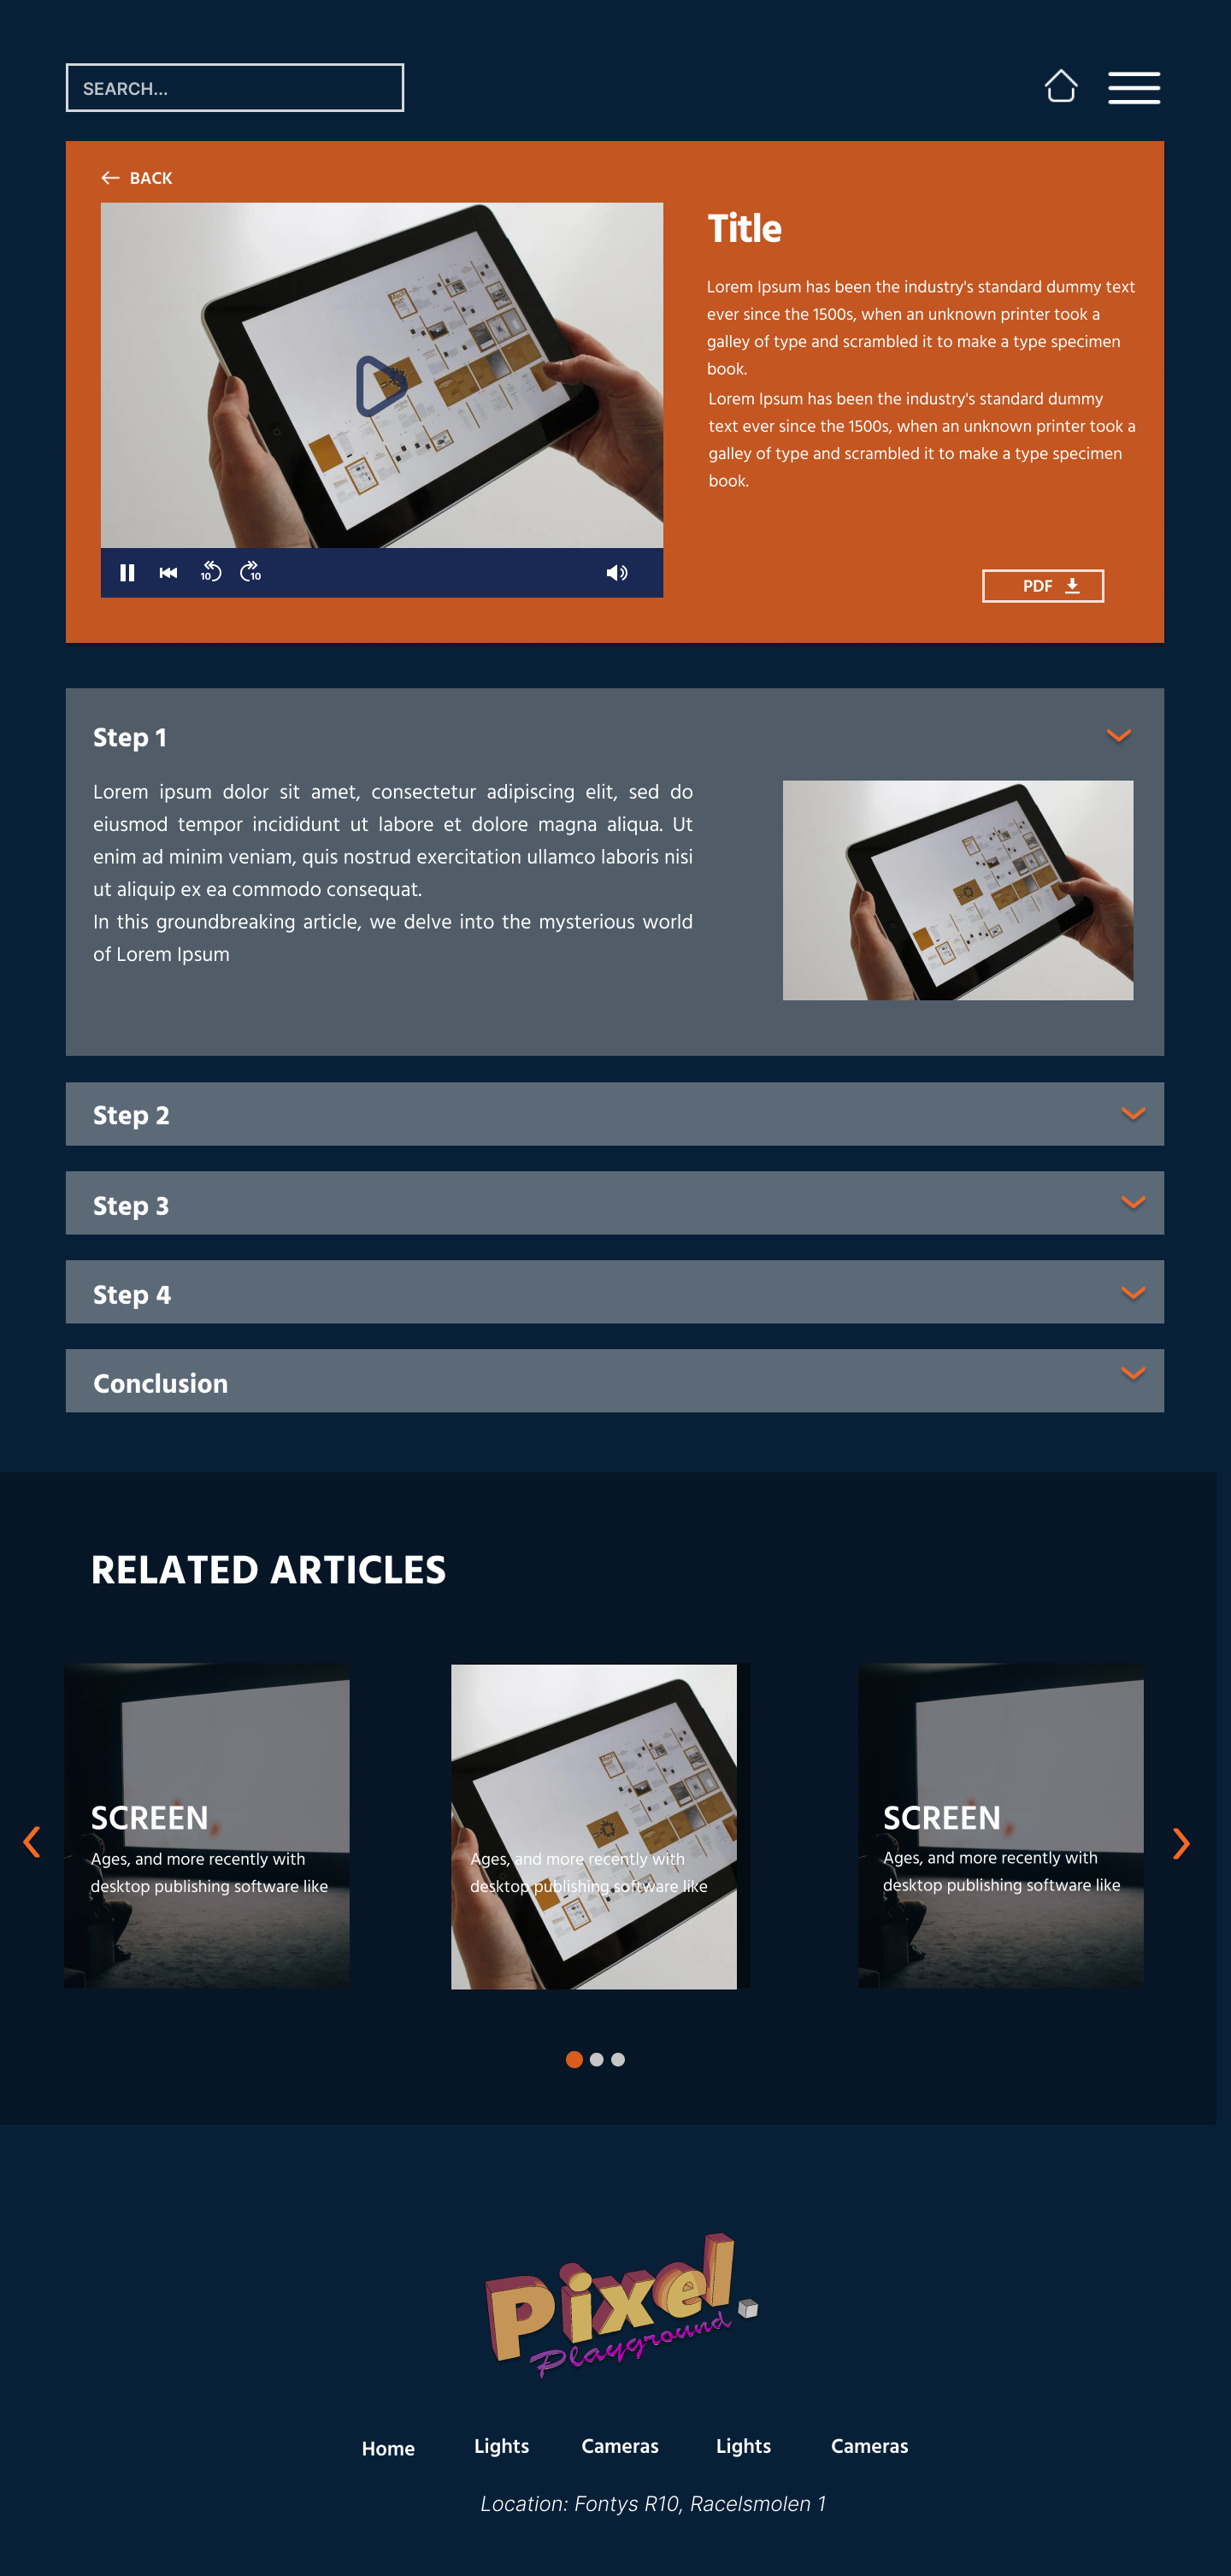 SEARCH...
BACK
Title
Lorem Ipsum has been the industry's standard dummy text
ever since the 1500s, when an unknown printer took a
galley of type and scrambled it to make a type specimen
book.
Lorem Ipsum has been the industry's standard dummy
text ever since the 1500s, when an unknown printer took a
galley of type and scrambled it to make a type specimen
book.
10 10
PDF
Step 1
Lorem ipsum dolor sit amet, consectetur adipiscing elit, sed do
eiusmod tempor incididunt ut labore et dolore magna aliqua. Ut
enim ad minim veniam, quis nostrud exercitation ullamco laboris nisi
ut aliquip ex ea commodo consequat.
In this groundbreaking article, we delve into the mysterious world
of Lorem Ipsum
Step 2
Step 3
Step 4
Conclusion
RELATED ARTICLES
SCREEN
Ages, and more recently with
desktop publishing software like
Ages, and more recently with
desktop publishing software like
SCREEN
Ages, and more recently with
desktop publishing software like
Pixel
Playground
Home Lights Cameras Lights Cameras
Location: Fontys R10, Racelsmolen 1